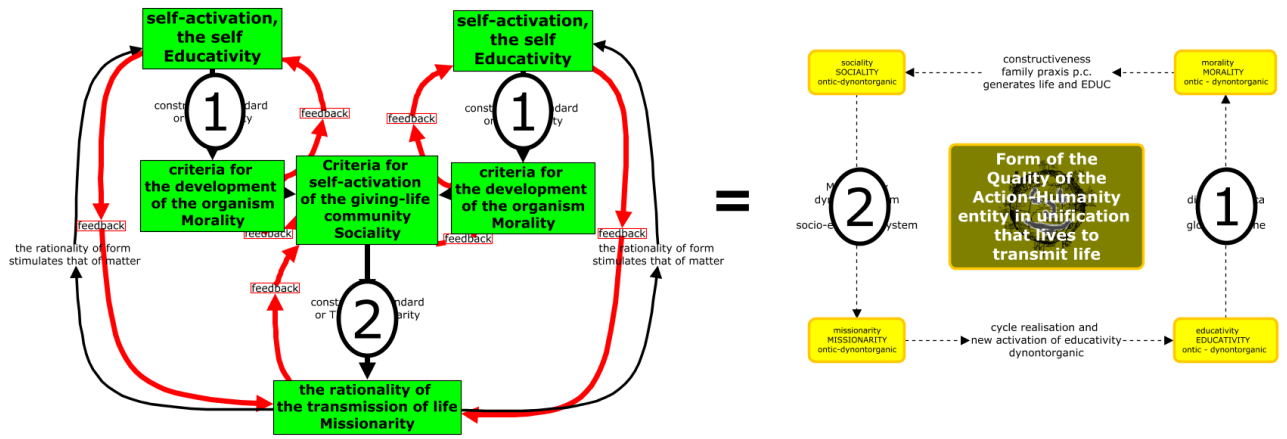 self-activation,
the self
Educativity
self-activation,
the self
Educativity
1
1
feedback
feedback
criteria for
the development
of the organism
Morality
Criteria for
self-activation
of the giving-life
community
Sociality
criteria for
the development
of the organism
Morality
feedback
feedback
feedback
feedback
the rationality of form
stimulates that of matter
the rationality of form
stimulates that of matter
feedback
2
the rationality of
the transmission of life
Missionarity
=
sociality
SOCIALITY
ontic-dynontorganic
constructiveness
family praxis p.c.
generates life and EDUC
morality
MORALITY
ontic - dynontorganic
2
Form of the
Quality of the
Action-Humanity
entity in unification
that lives to
transmit life
1
missionarity
MISSIONARITY
ontic-dynontorganic
cycle realisation and
new activation of educativity
dynontorganic
educativity
EDUCATIVITY
ontic - dynontorganic